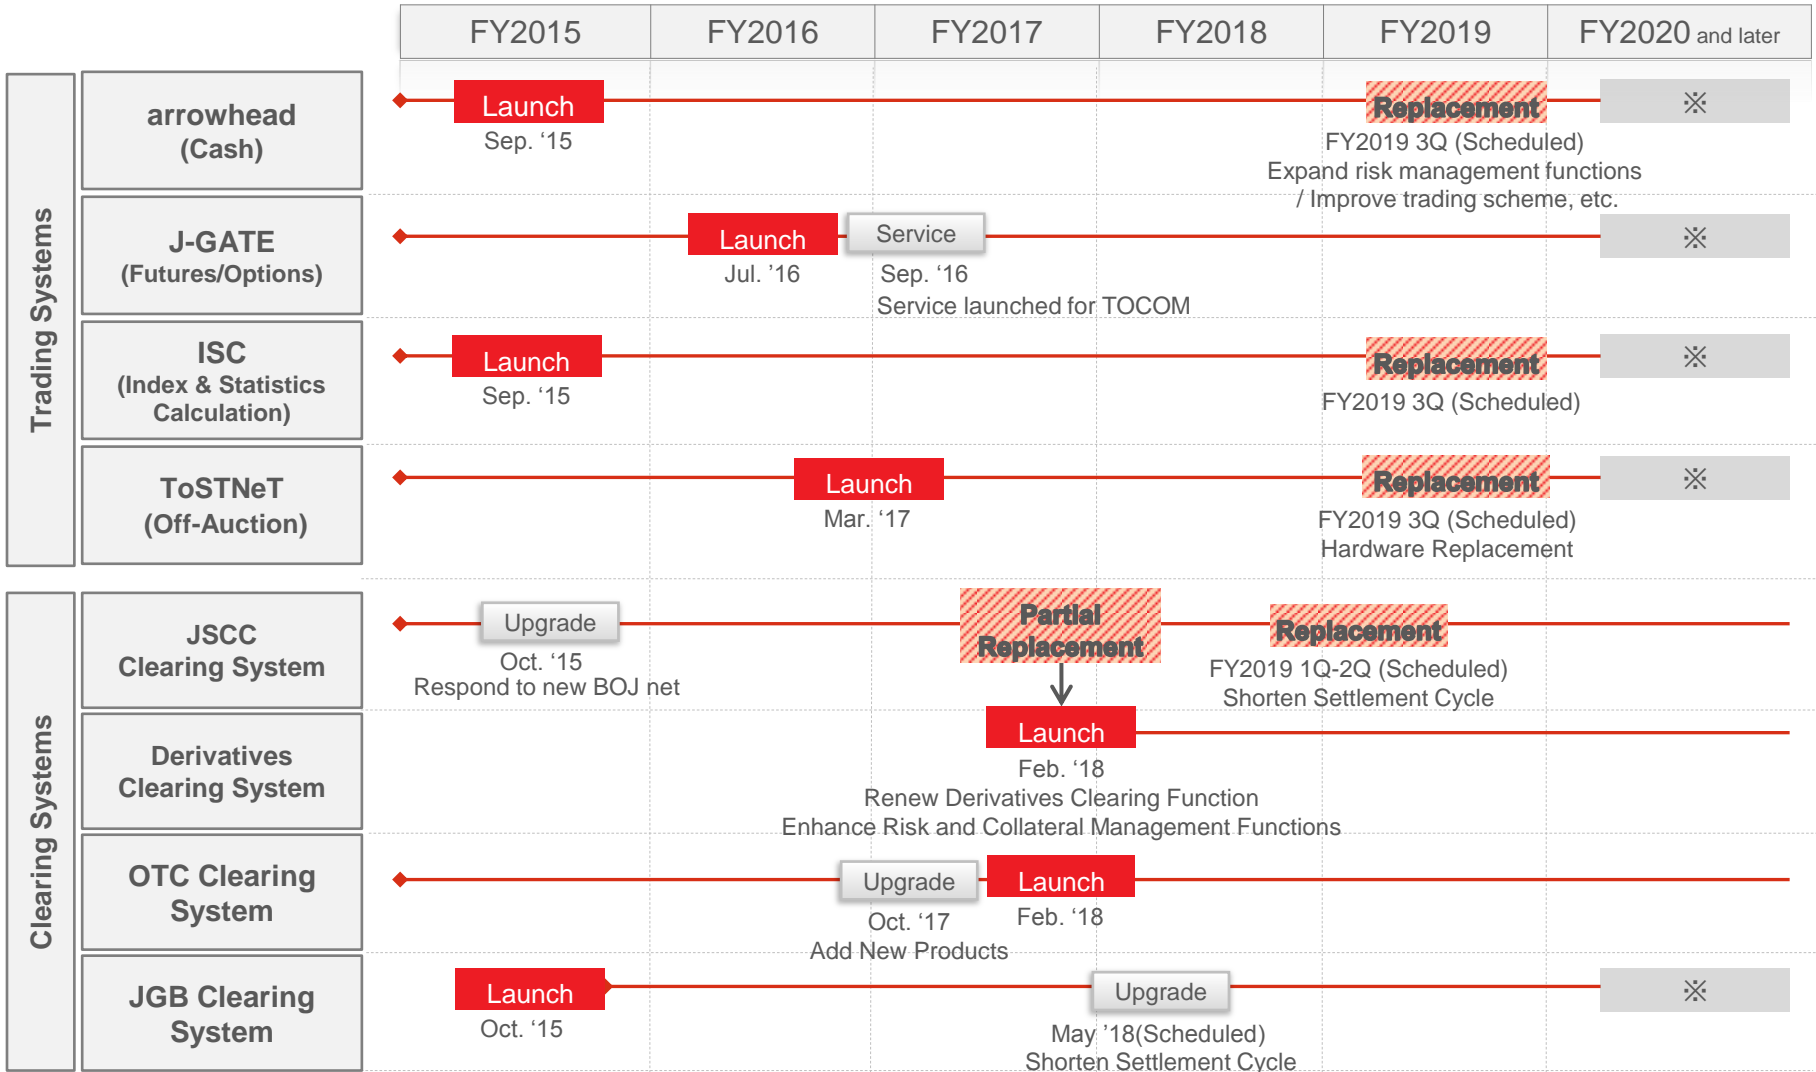 FY2015 FY2016 FY2017 FY2018 FY2019 FY2020 and later
Trading Systems
arrowhead
(Cash)
Launch
Sep. ‘15
Replacement
FY2019 3Q (Scheduled)
Expand risk management functions
/ Improve trading scheme, etc.
※
J-GATE
(Futures/Options)
Launch
Jul. ’16
Service
Sep. ’16
Service launched for TOCOM
※
ISC
(Index & Statistics
Calculation)
Launch
Sep. ‘15
Replacement
FY2019 3Q (Scheduled)
※
ToSTNeT
(Off-Auction)
Launch
Mar. ‘17
Replacement
FY2019 3Q (Scheduled)
Hardware Replacement
※
Clearing Systems
JSCC
Clearing System
Upgrade
Oct. ‘15
Respond to new BOJ net
Partial
Replacement
Replacement
FY2019 1Q-2Q (Scheduled)
Shorten Settlement Cycle
Derivatives
Clearing System
Launch
Feb. ‘18
Renew Derivatives Clearing Function
Enhance Risk and Collateral Management Functions
OTC Clearing
System
Upgrade
Oct. ‘17
Add New Products
Launch
Feb. ‘18
JGB Clearing
System
Launch
Oct. ‘15
Upgrade
May ’18(Scheduled)
Shorten Settlement Cycle
※